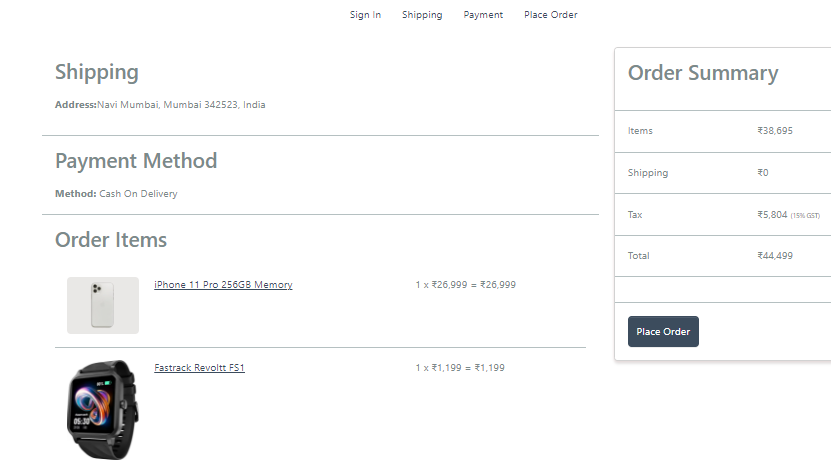 Sign In Shipping Payment Place Order
Shipping
Address:Navi Mumbai, Mumbai 342523, India
Payment Method
Method: Cash On Delivery
Order Items
iPhone 11 Pro 256GB Memory 1 x ₹26,999 = ₹26,999
Fastrack Revoltt FS1 1 x ₹1,199 = ₹1,199
05:30
Order Summary
Items ₹38,695
Shipping ₹0
Tax ₹5,804 (15% GST)
Total ₹44,499
Place Order